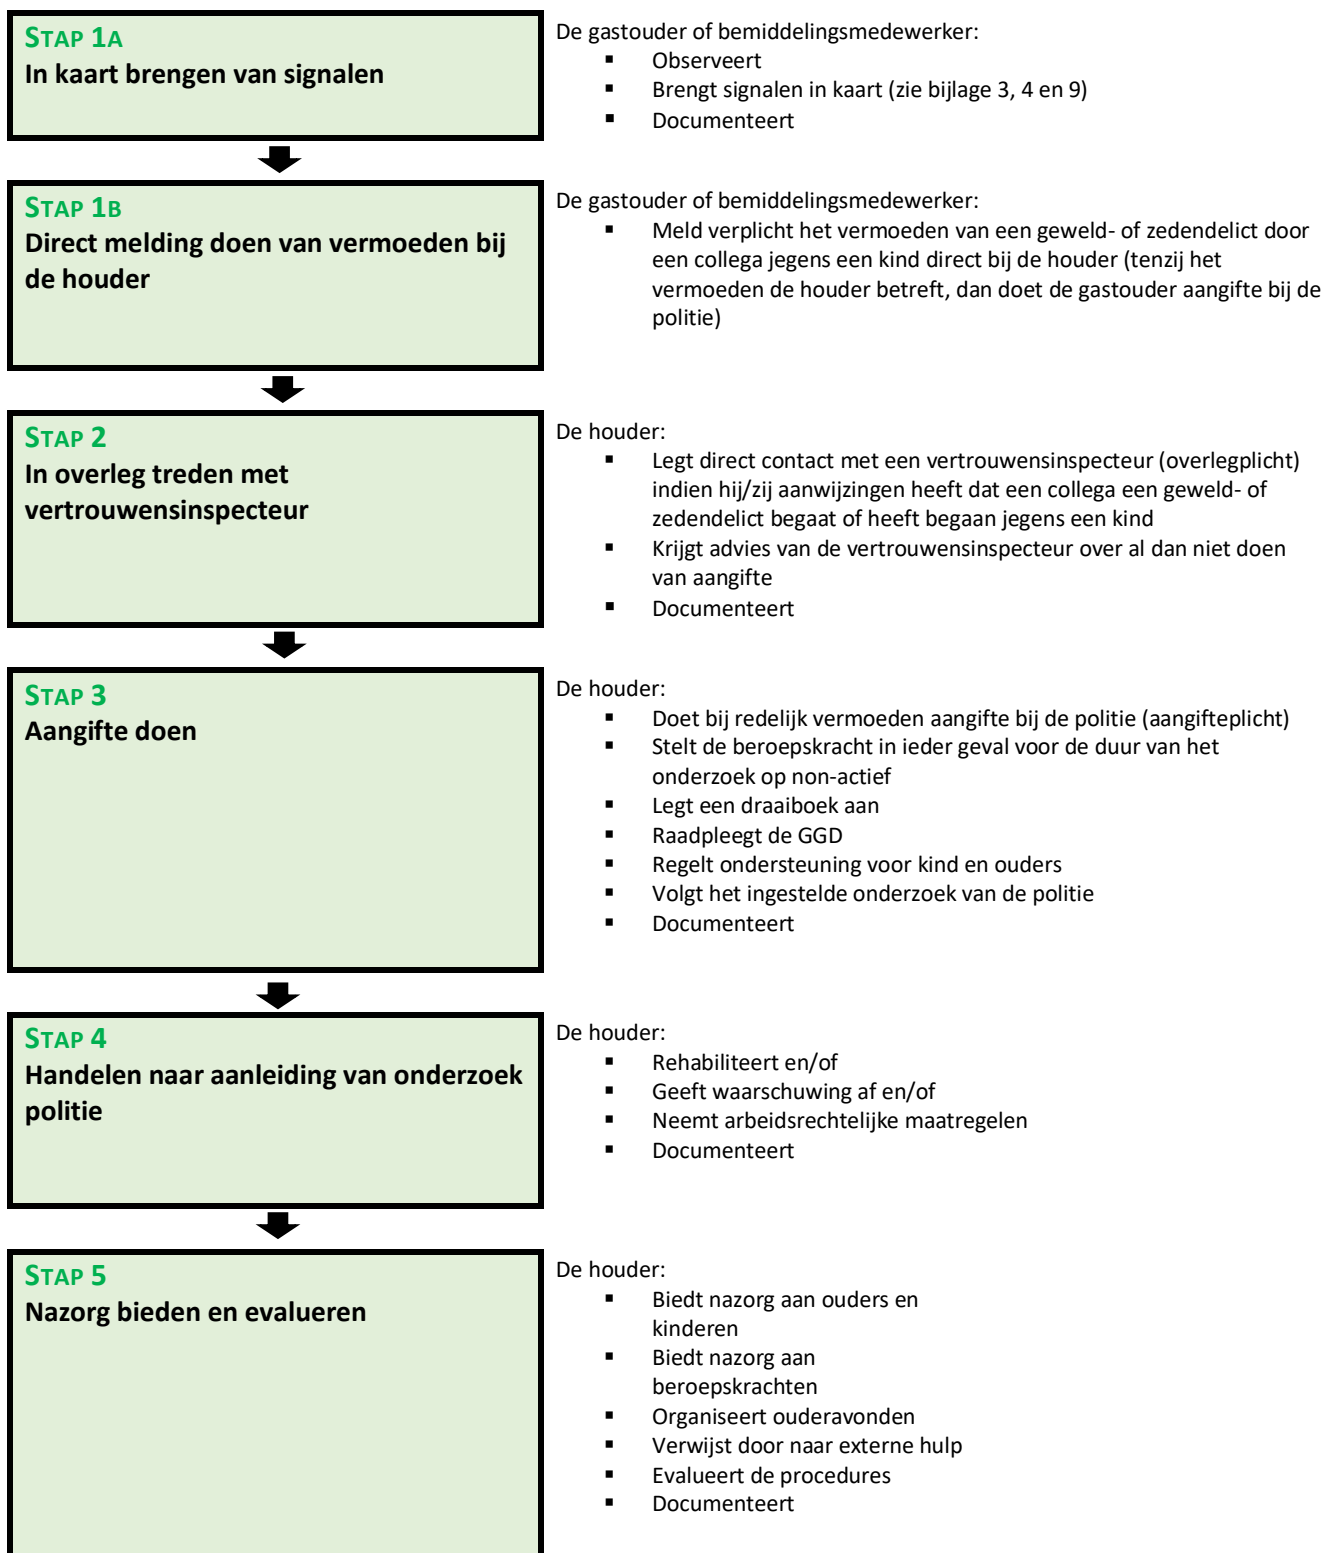 STAP 1A
In kaart brengen van signalen
De gastouder of bemiddelingsmedewerker:
▪ Observeert
▪ Brengt signalen in kaart (zie bijlage 3, 4 en 9)
▪ Documenteert
STAP 1B
Direct melding doen van vermoeden bij
de houder
De gastouder of bemiddelingsmedewerker:
▪ Meld verplicht het vermoeden van een geweld- of zedendelict door
een collega jegens een kind direct bij de houder (tenzij het
vermoeden de houder betreft, dan doet de gastouder aangifte bij de
politie)
STAP 2
In overleg treden met
vertrouwensinspecteur
De houder:
▪ Legt direct contact met een vertrouwensinspecteur (overlegplicht)
indien hij/zij aanwijzingen heeft dat een collega een geweld- of
zedendelict begaat of heeft begaan jegens een kind
▪ Krijgt advies van de vertrouwensinspecteur over al dan niet doen
van aangifte
▪ Documenteert
STAP 3
Aangifte doen
De houder:
▪ Doet bij redelijk vermoeden aangifte bij de politie (aangifteplicht)
▪ Stelt de beroepskracht in ieder geval voor de duur van het
onderzoek op non-actief
▪ Legt een draaiboek aan
▪ Raadpleegt de GGD
▪ Regelt ondersteuning voor kind en ouders
▪ Volgt het ingestelde onderzoek van de politie
▪ Documenteert
STAP 4
Handelen naar aanleiding van onderzoek
politie
De houder:
▪ Rehabiliteert en/of
▪ Geeft waarschuwing af en/of
▪ Neemt arbeidsrechtelijke maatregelen
▪ Documenteert
STAP 5
Nazorg bieden en evalueren
De houder:
▪ Biedt nazorg aan ouders en
kinderen
▪ Biedt nazorg aan
beroepskrachten
▪ Organiseert ouderavonden
▪ Verwijst door naar externe hulp
▪ Evalueert de procedures
▪ Documenteert